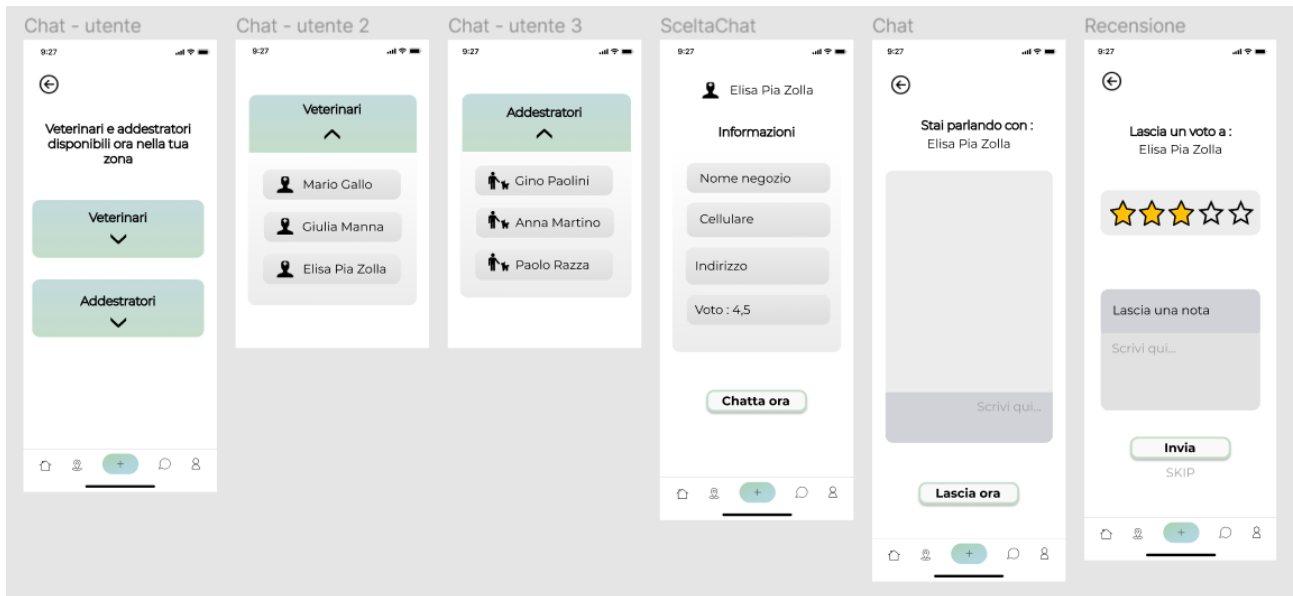 Chat - utente
9:27
Veterinari e addestratori
disponibili ora nella tua
zona
Veterinari
Addestratori
+
Chat - utente 2
9:27
Veterinari
Mario Gallo
Giulia Manna
Elisa Pia Zolla
Chat - utente 3
9:27
Addestratori
Gino Paolini
Anna Martino
Paolo Razza
SceltaChat
9:27
Elisa Pia Zolla
Informazioni
Nome negozio
Cellulare
Indirizzo
Voto : 4,5
Chatta ora
+
Chat
9:27
Stai parlando con :
Elisa Pia Zolla
Scrivi qui...
Lascia ora
+
Recensione
9:27
Lascia un voto a :
Elisa Pia Zolla
Lascia una nota
Scrivi qui...
Invia
SKIP
+